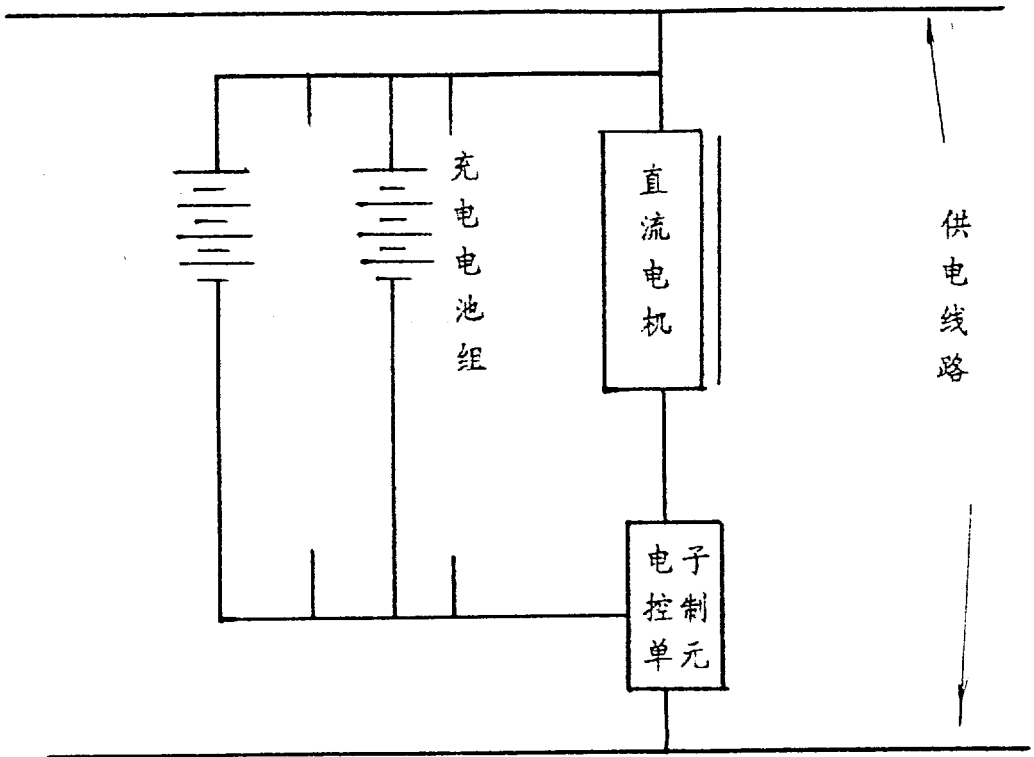 充电电池组
直流电机
供电线路
电子
控制
单元